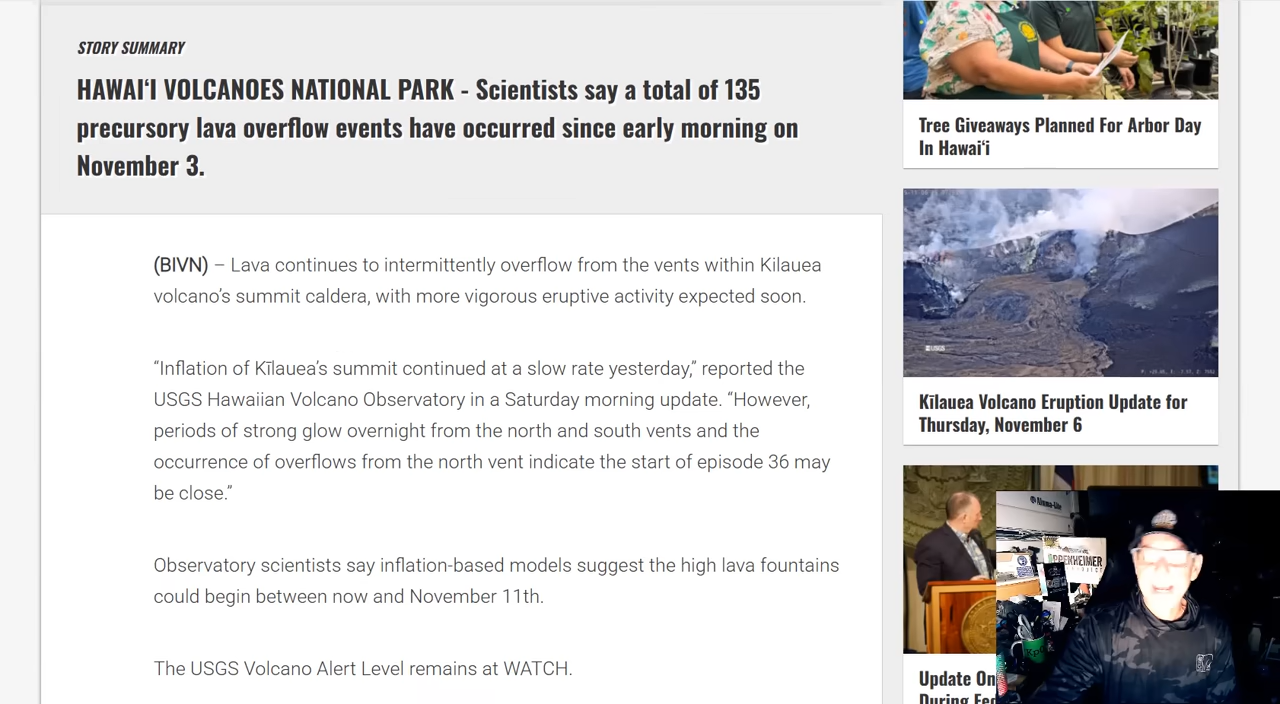 STORY SUMMARY
HAWAIʻI VOLCANOES NATIONAL PARK - Scientists say a total of 135
precursory lava overflow events have occurred since early morning on
November 3.
(BIVN) – Lava continues to intermittently overflow from the vents within Kilauea
volcano’s summit caldera, with more vigorous eruptive activity expected soon.
“Inflation of Kīlauea’s summit continued at a slow rate yesterday,” reported the
USGS Hawaiian Volcano Observatory in a Saturday morning update. “However,
periods of strong glow overnight from the north and south vents and the
occurrence of overflows from the north vent indicate the start of episode 36 may
be close.”
Observatory scientists say inflation-based models suggest the high lava fountains
could begin between now and November 11th.
The USGS Volcano Alert Level remains at WATCH.
Tree Giveaways Planned For Arbor Day
In Hawaiʻi
USGS
Kīlauea Volcano Eruption Update for
Thursday, November 6
Update On
During Fe
OPPENHEIMER